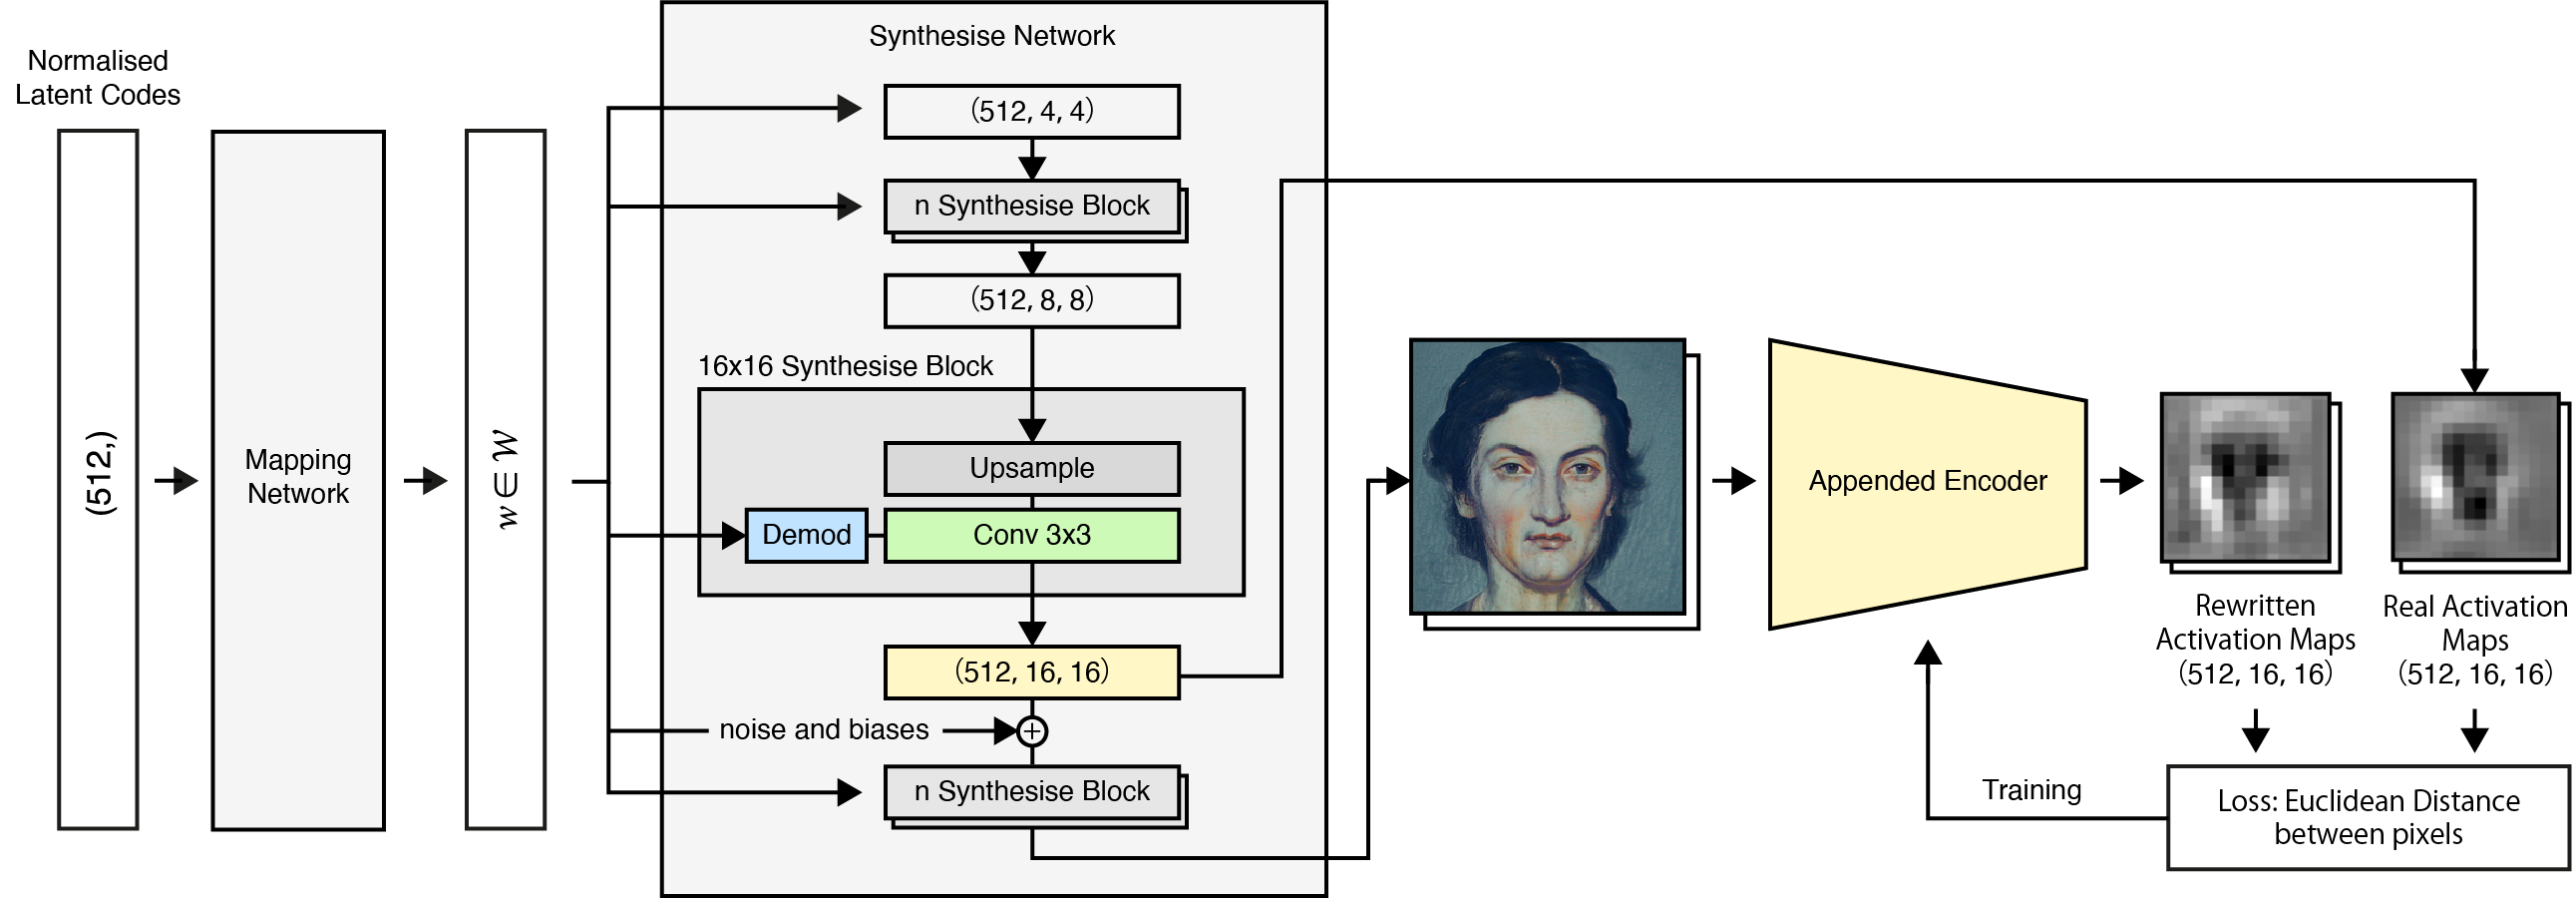 Normalised
Latent Codes
(512,)
Mapping
Network
w ∈ W
Synthesise Network
(512, 4, 4)
n Synthesise Block
(512, 8, 8)
16x16 Synthesise Block
Upsample
Demod
Conv 3x3
(512, 16, 16)
noise and biases
+
n Synthesise Block
Appended Encoder
Rewritten
Activation Maps
(512, 16, 16)
Real Activation
Maps
(512, 16, 16)
Training
Loss: Euclidean Distance
between pixels